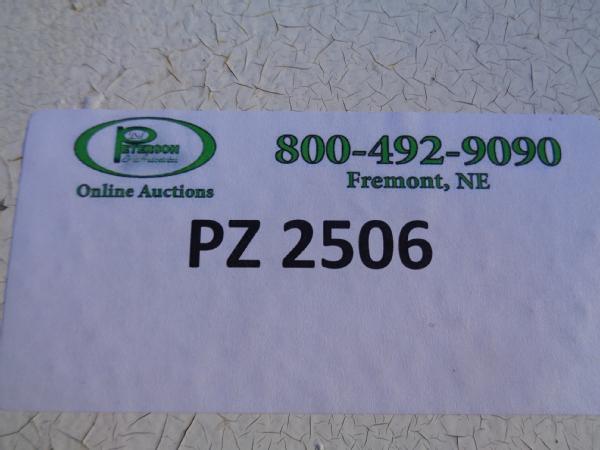 PETERSON
Online Auctions
800-492-9090
Fremont, NE
PZ 2506